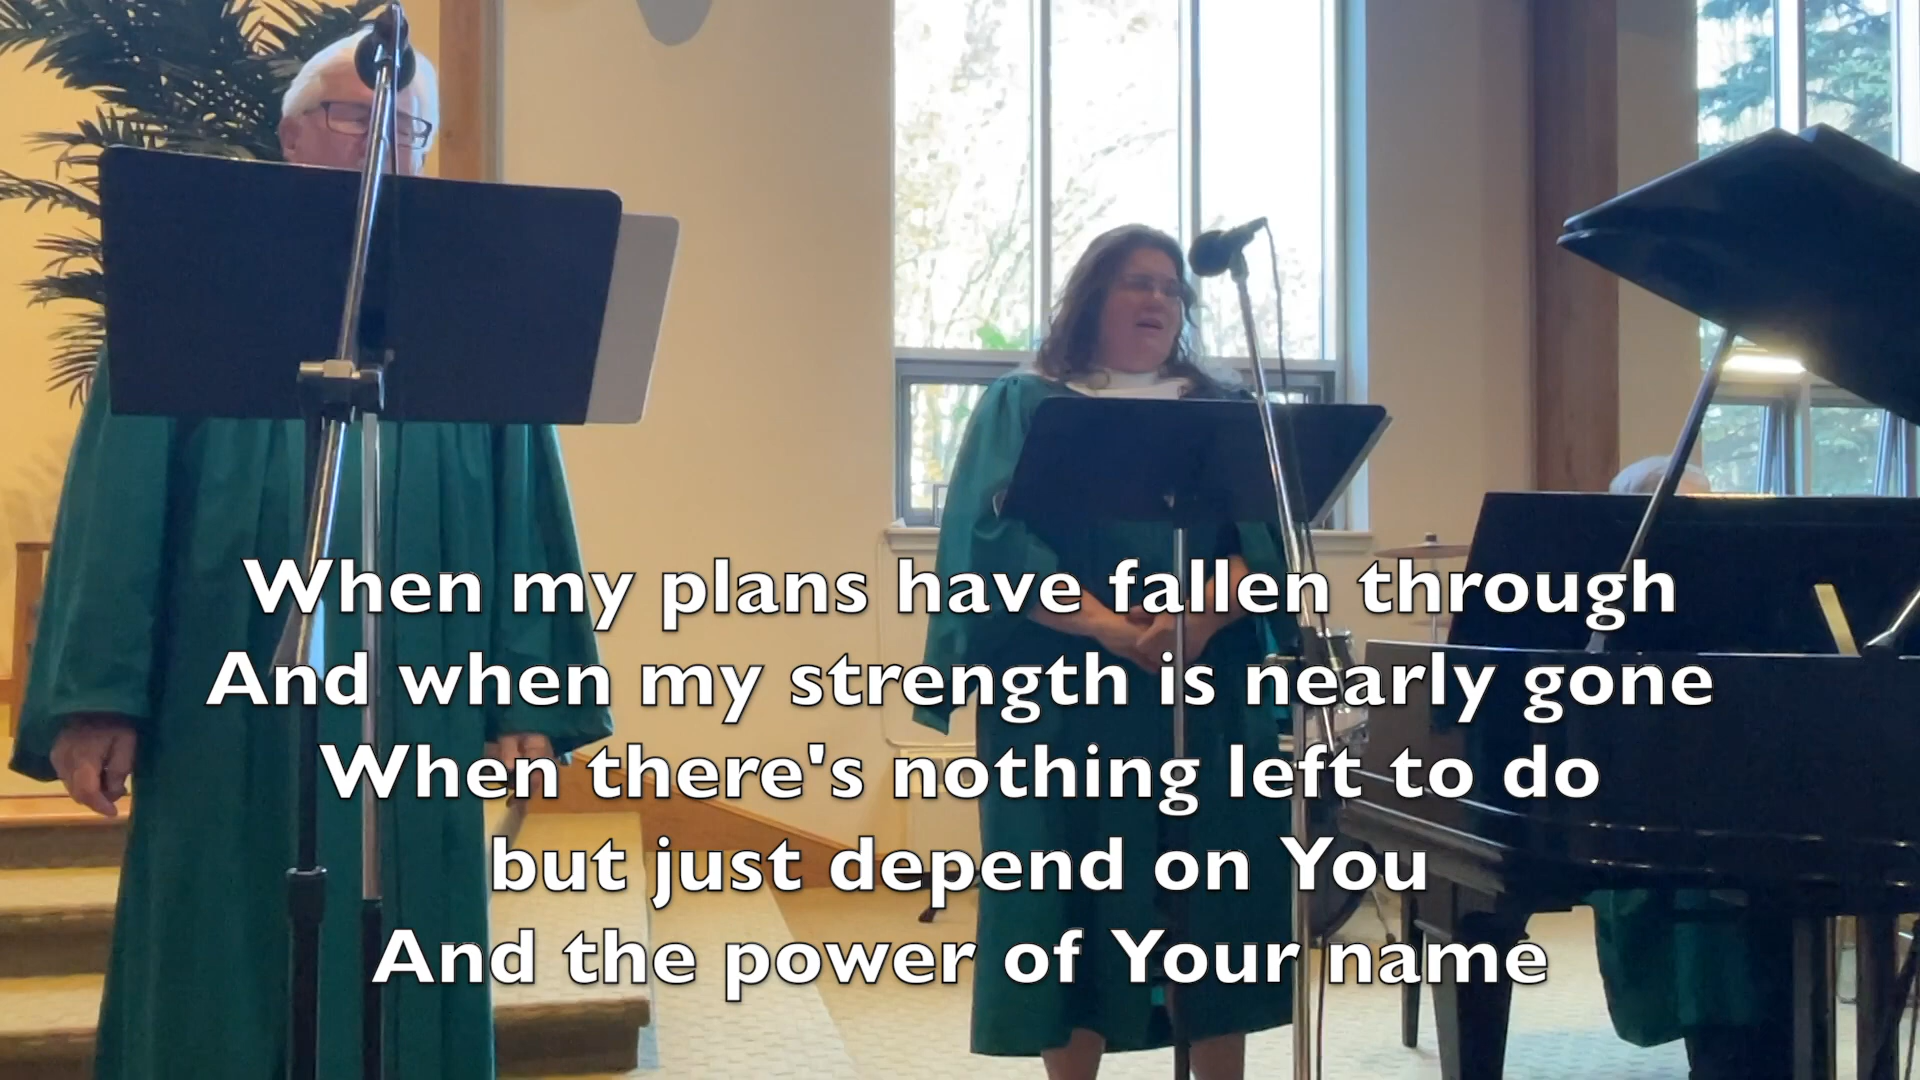 When my plans have fallen through
And when my strength is nearly gone
When there's nothing left to do
but just depend on You
And the power of Your name